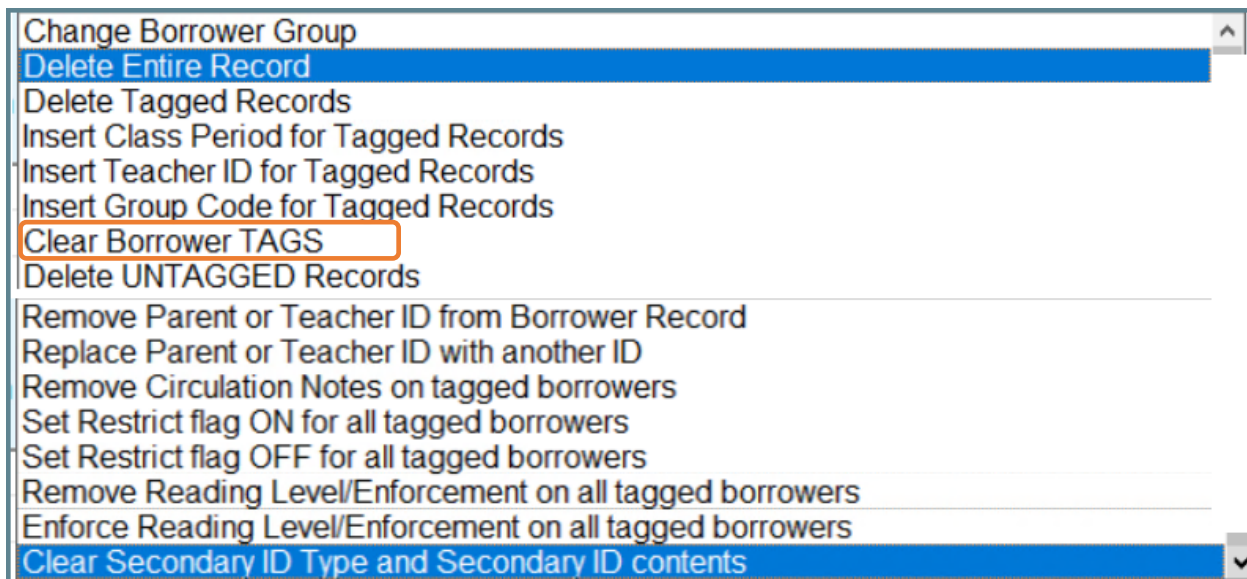 Change Borrower Group
Delete Entire Record
Delete Tagged Records
Insert Class Period for Tagged Records
Insert Teacher ID for Tagged Records
Insert Group Code for Tagged Records
Clear Borrower TAGS
Delete UNTAGGED Records
Remove Parent or Teacher ID from Borrower Record
Replace Parent or Teacher ID with another ID
Remove Circulation Notes on tagged borrowers
Set Restrict flag ON for all tagged borrowers
Set Restrict flag OFF for all tagged borrowers
Remove Reading Level/Enforcement on all tagged borrowers
Enforce Reading Level/Enforcement on all tagged borrowers
Clear Secondary ID Type and Secondary ID contents